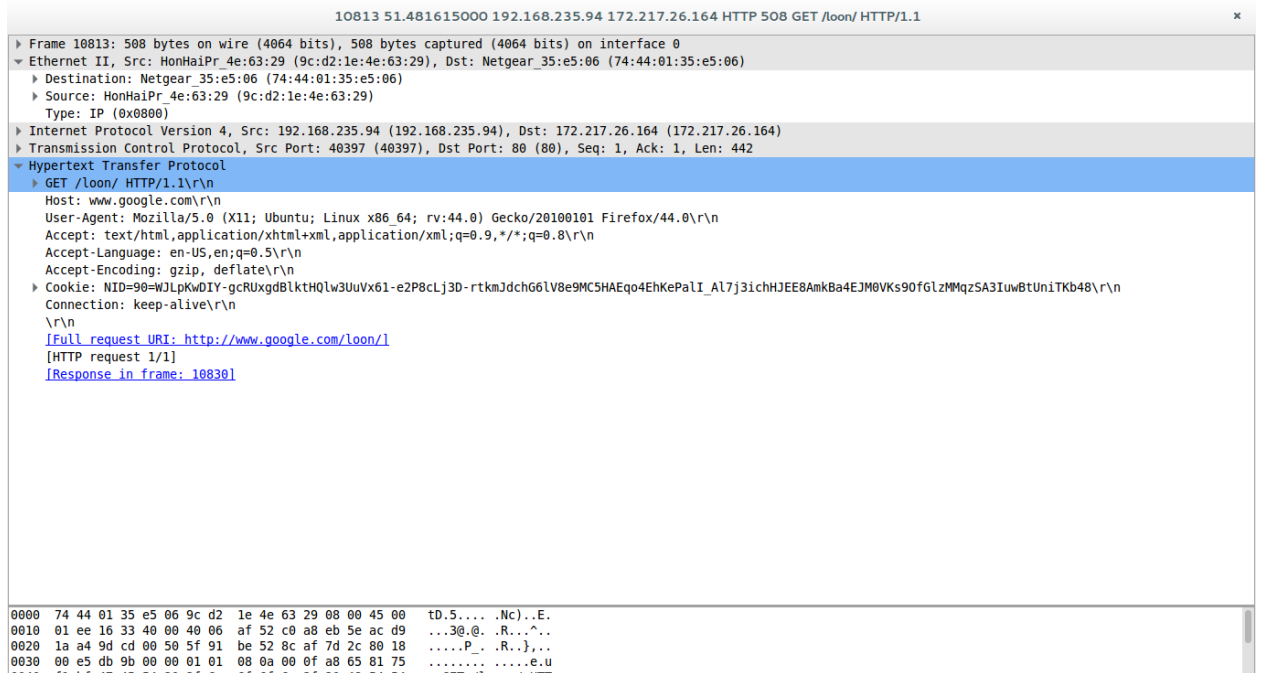 10813 51.481615000 192.168.235.94 172.217.26.164 HTTP 508 GET /loon/ HTTP/1.1
Frame 10813: 508 bytes on wire (4064 bits), 508 bytes captured (4064 bits) on interface 0
Ethernet II, Src: HonHaiPr_4e:63:29 (9c:d2:1e:4e:63:29), Dst: Netgear_35:e5:06 (74:44:01:35:e5:06)
Destination: Netgear_35:e5:06 (74:44:01:35:e5:06)
Source: HonHaiPr_4e:63:29 (9c:d2:1e:4e:63:29)
Type: IP (0x0800)
Internet Protocol Version 4, Src: 192.168.235.94 (192.168.235.94), Dst: 172.217.26.164 (172.217.26.164)
Transmission Control Protocol, Src Port: 40397 (40397), Dst Port: 80 (80), Seq: 1, Ack: 1, Len: 442
Hypertext Transfer Protocol
GET /loon/ HTTP/1.1\r\n
Host: www.google.com\r\n
User-Agent: Mozilla/5.0 (X11; Ubuntu; Linux x86_64; rv:44.0) Gecko/20100101 Firefox/44.0\r\n
Accept: text/html,application/xhtml+xml,application/xml;q=0.9,*/*;q=0.8\r\n
Accept-Language: en-US,en;q=0.5\r\n
Accept-Encoding: gzip, deflate\r\n
Cookie: NID=90=WJLpKwDIY-gcRUxgdBlktHQlw3UuVx61-e2P8cLj3D-rtkmJdchG6lV8e9MC5HAEqo4EhKePalI_Al7j3ichHJEE8AmkBa4EJM0VKs9OfGlzMMqzSA3IuwBtUniTKb48\r\n
Connection: keep-alive\r\n
\r\n
[Full request URI: http://www.google.com/loon/]
[HTTP request 1/1]
[Response in frame: 10830]
0000 74 44 01 35 e5 06 9c d2 1e 4e 63 29 08 00 45 00 tD.5.... .Nc)..E.
0010 01 ee 16 33 40 00 40 06 af 52 c0 a8 eb 5e ac d9 ...3@.@. .R...^..
0020 1a a4 9d cd 00 50 5f 91 be 52 8c af 7d 2c 80 18 .....P_. .R..},..
0030 00 e5 db 9b 00 00 01 01 08 0a 00 0f a8 65 81 75 ........ .....e.u